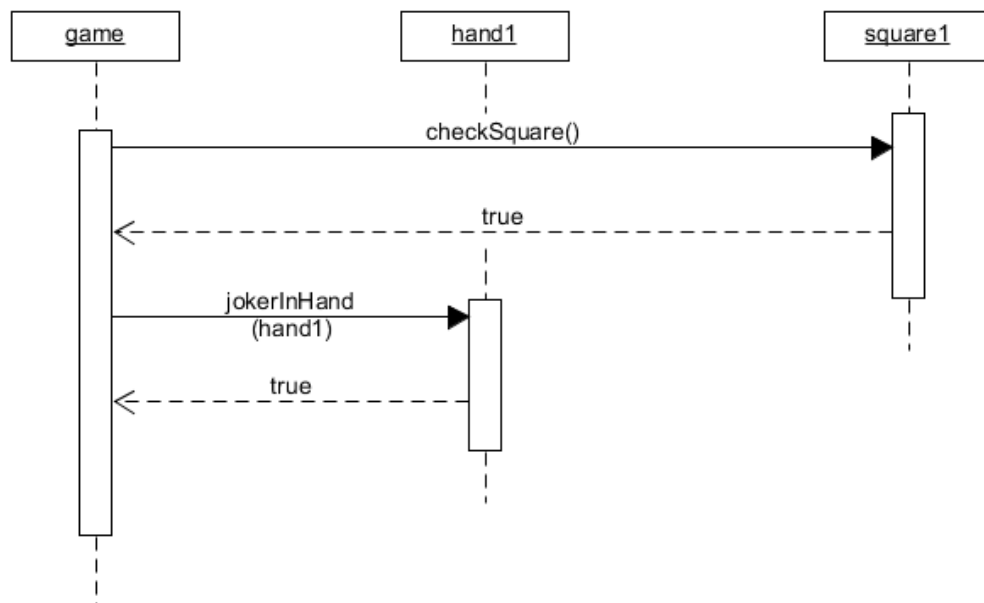 game
hand1
square1
checkSquare()
true
jokerInHand
(hand1)
true